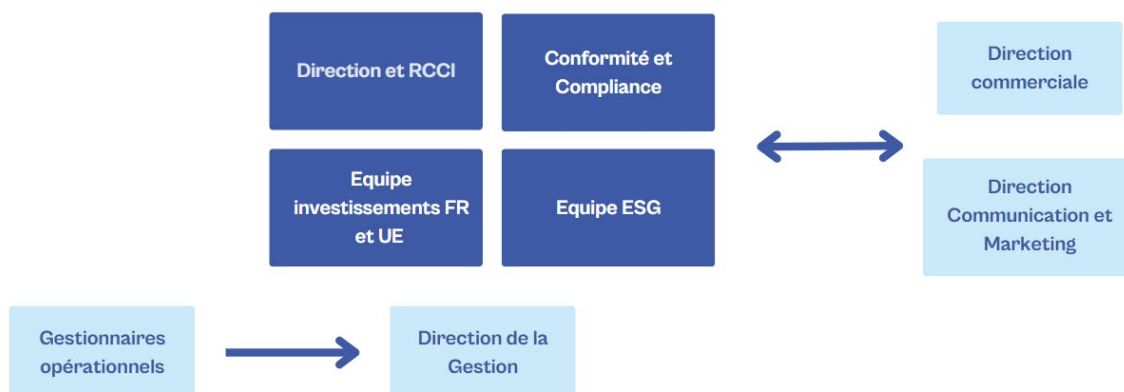 Direction et RCCI
Conformité et
Compliance
Direction
commerciale
Equipe
investissements FR
et UE
Equipe ESG
Direction
Communication et
Marketing
Gestionnaires
opérationnels
Direction de la
Gestion